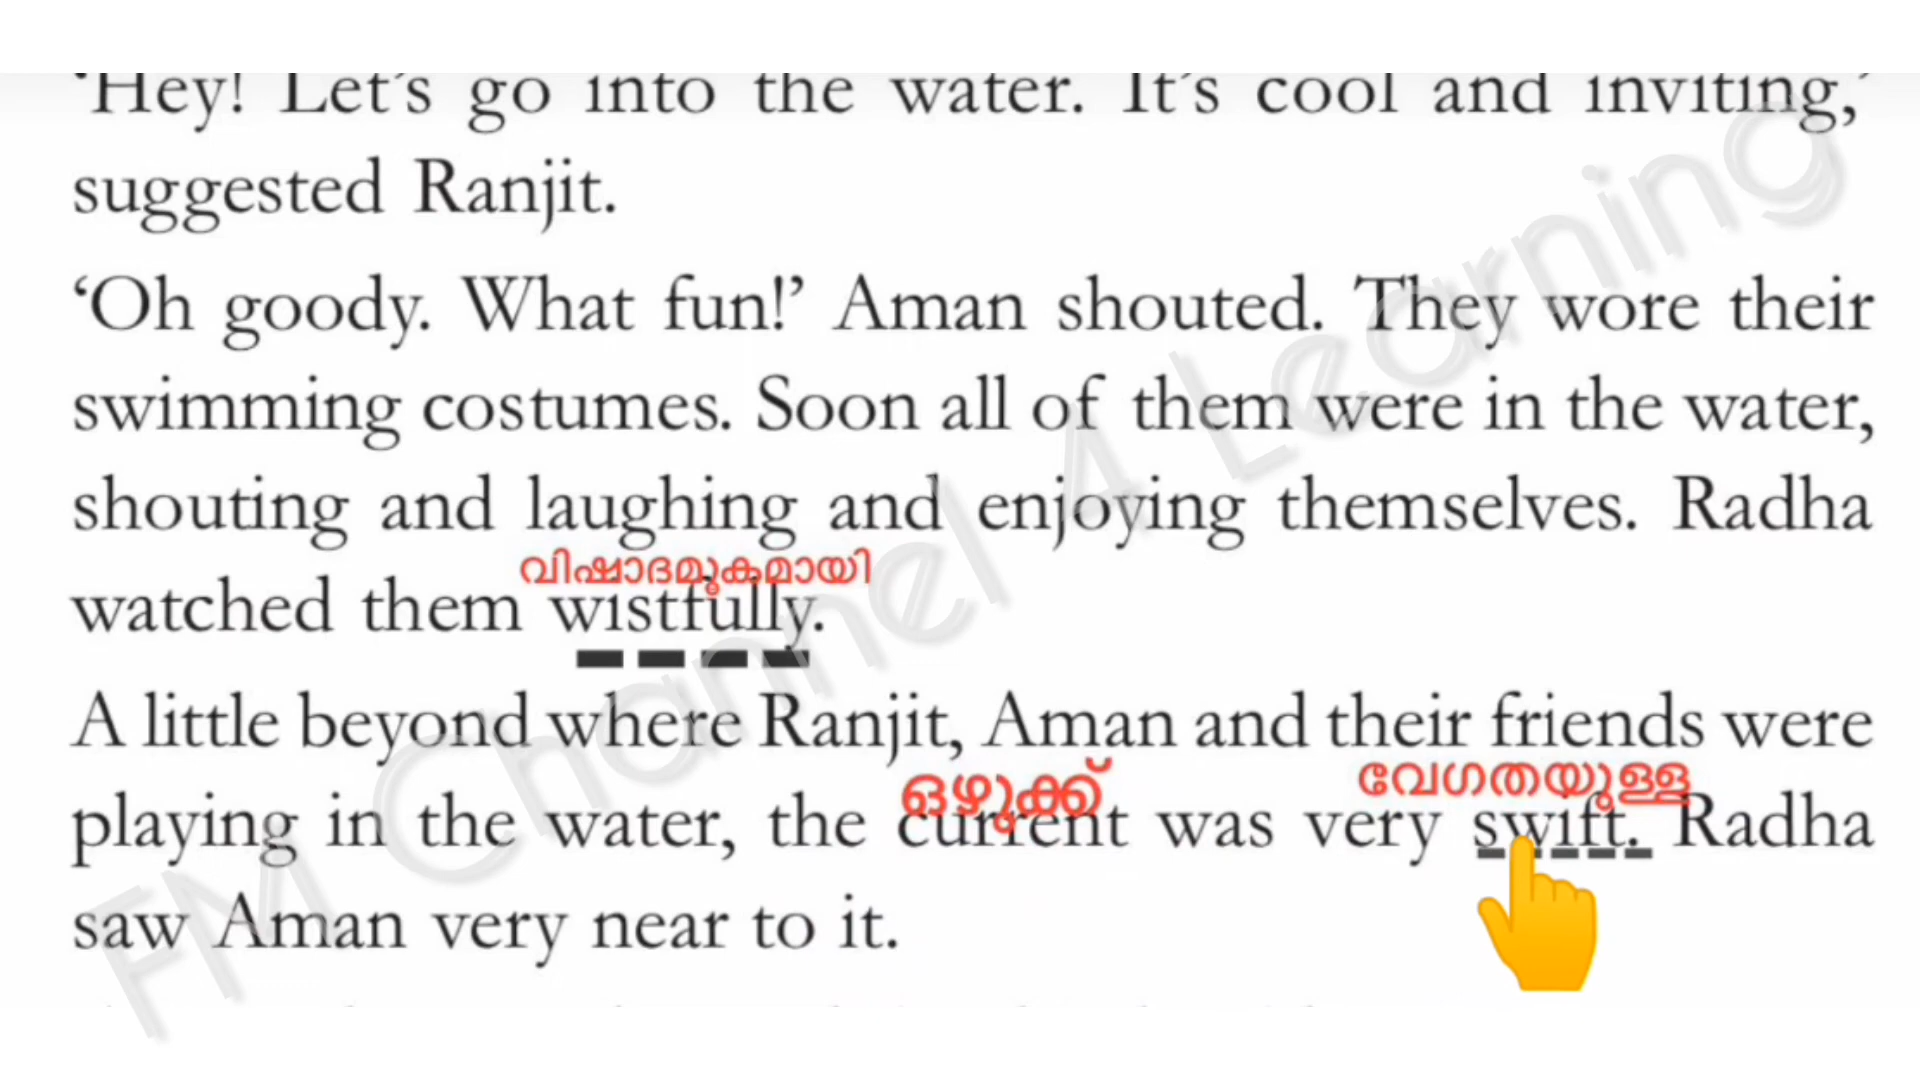 ‘Hey! Let’s go into the water. It’s cool and inviting,’
suggested Ranjit.
‘Oh goody. What fun!’ Aman shouted. They wore their
swimming costumes. Soon all of them were in the water,
shouting and laughing and enjoying themselves. Radha
വിഷാദമൂകമായി
watched them wistfully.
A little beyond where Ranjit, Aman and their friends were
ഒഴുക്ക് വേഗതയുള്ള
playing in the water, the current was very swift. Radha
saw Aman very near to it.
FM Channel 4 Learning